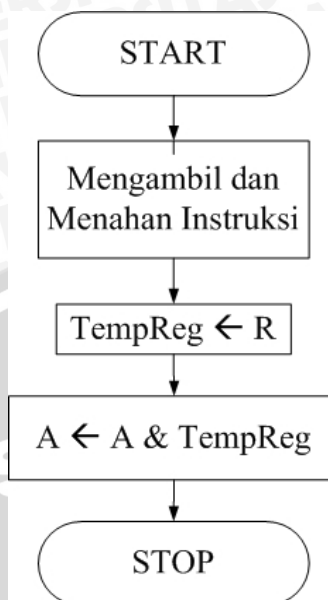 START
Mengambil dan
Menahan Instruksi
TempReg ← R
A ← A & TempReg
STOP